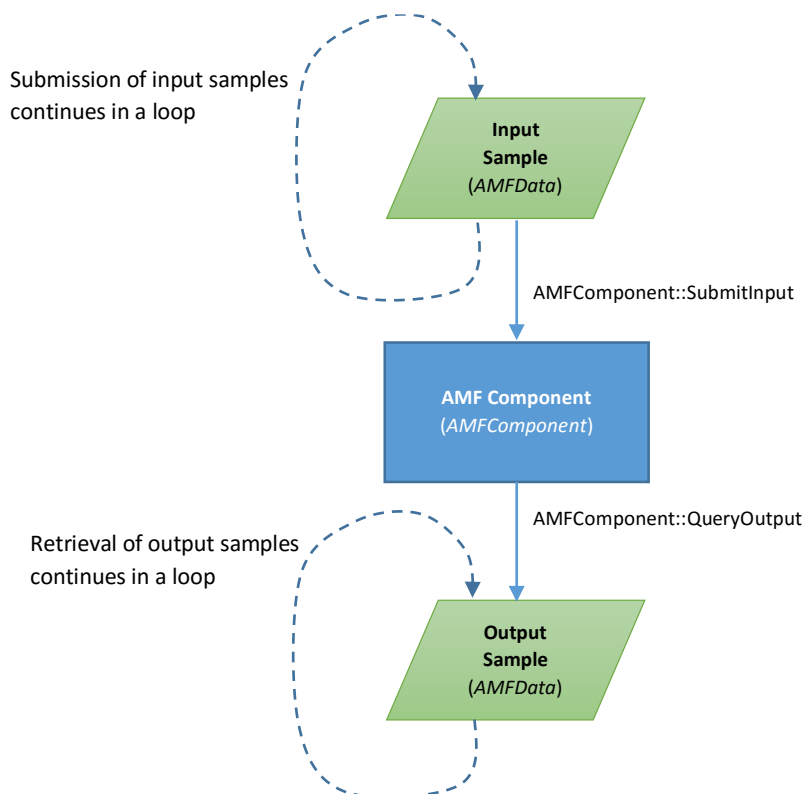 Submission of input samples
continues in a loop
Input
Sample
(AMFData)
AMFComponent::SubmitInput
AMF Component
(AMFComponent)
AMFComponent::QueryOutput
Retrieval of output samples
continues in a loop
Output
Sample
(AMFData)